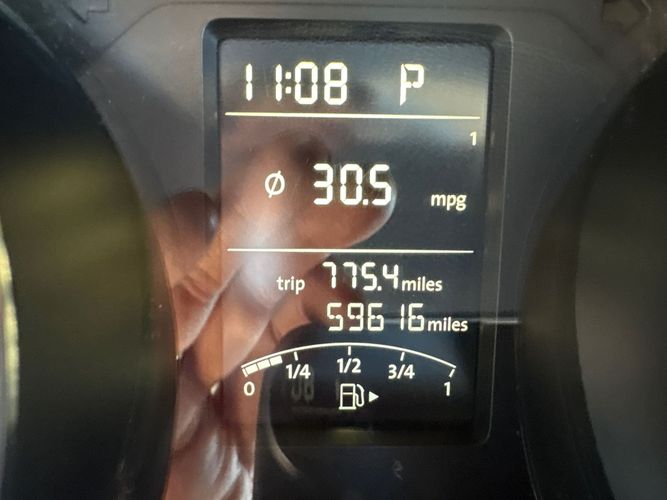 11:08 P
1
Ø 30.5 mpg
trip 775.4 miles
59616 miles
0 1/4 1/2 3/4 1